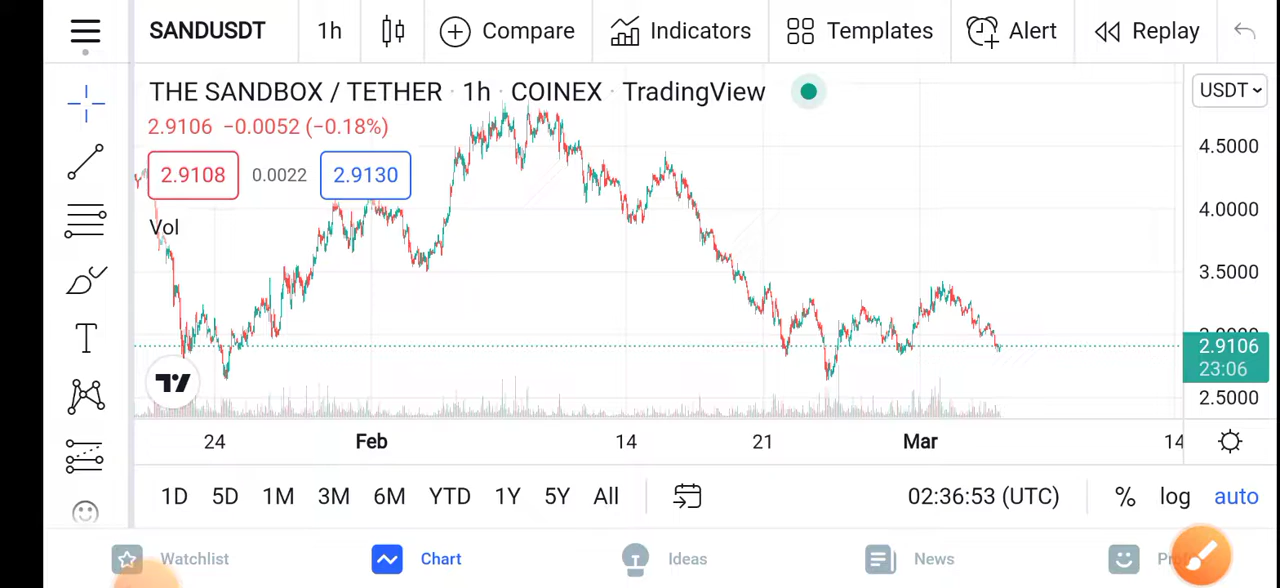 SANDUSDT 1h Compare Indicators Templates Alert Replay
THE SANDBOX / TETHER · 1h · COINEX · TradingView USDT
2.9106 −0.0052 (−0.18%)
4.5000
2.9108 0.0022 2.9130
4.0000
Vol
3.5000
2.9106
23:06
2.5000
24 Feb 14 21 Mar 14
1D 5D 1M 3M 6M YTD 1Y 5Y All 02:36:53 (UTC) % log auto
Watchlist Chart Ideas News